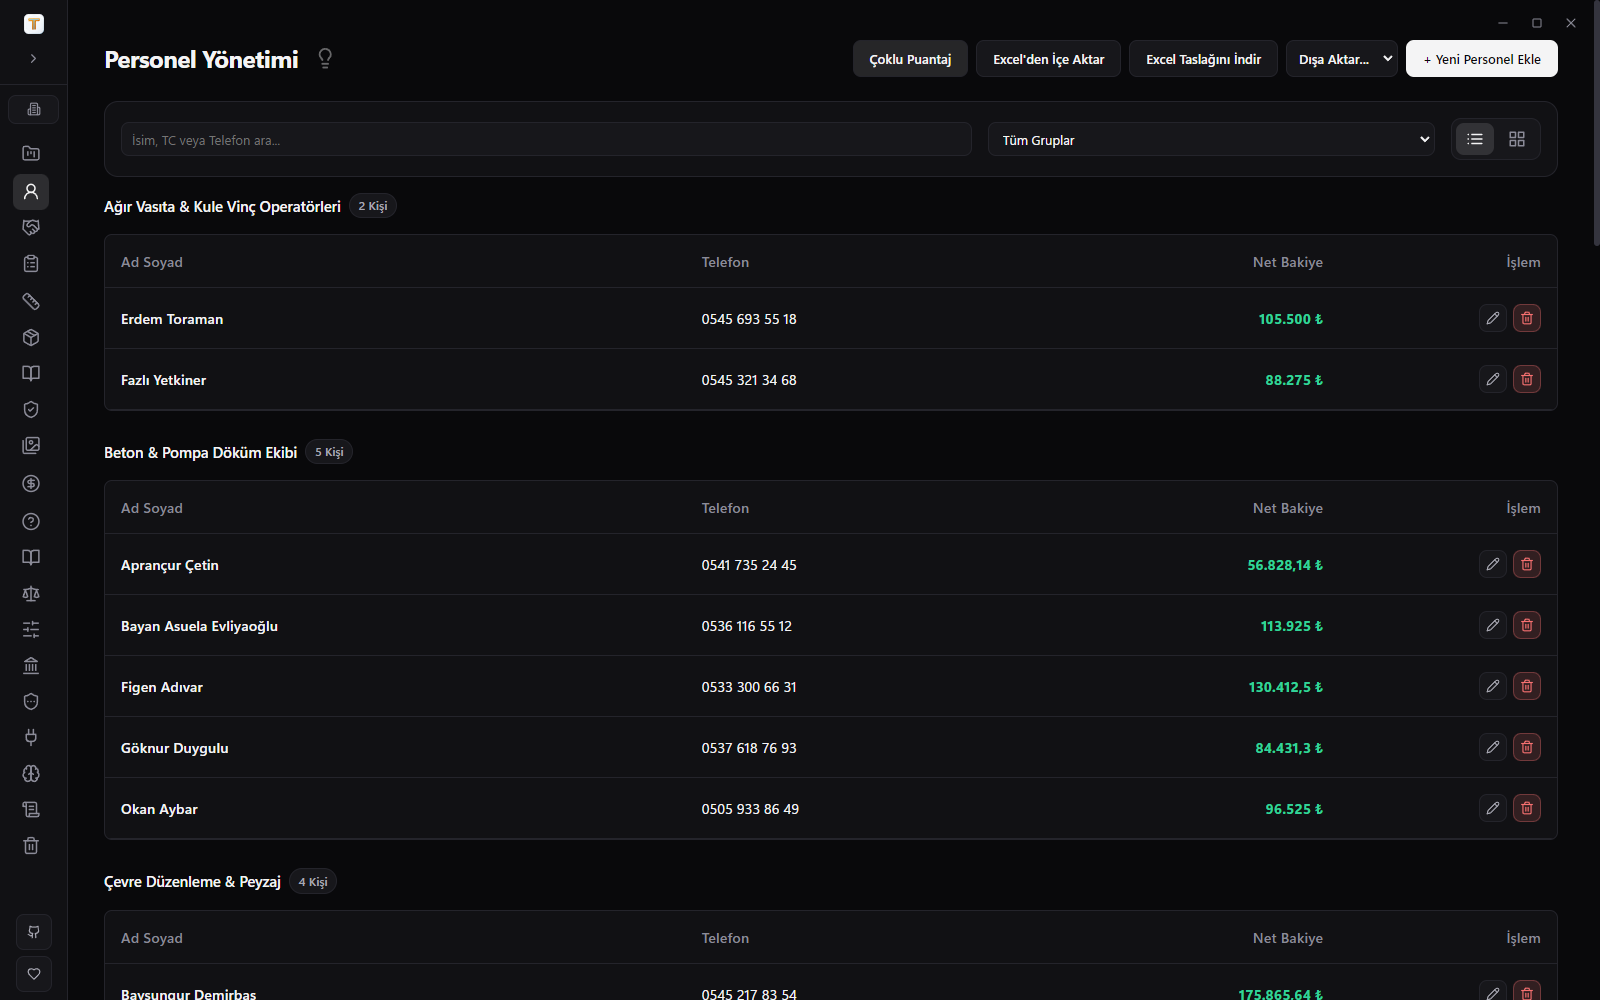 T
Personel Yönetimi
Çoklu Puantaj
Excel'den İçe Aktar
Excel Taslağını İndir
Dışa Aktar...
+ Yeni Personel Ekle
İsim, TC veya Telefon ara...
Tüm Gruplar
Ağır Vasıta & Kule Vinç Operatörleri 2 Kişi
Ad Soyad Telefon Net Bakiye İşlem
Erdem Toraman 0545 693 55 18 105.500 ₺
Fazlı Yetkiner 0545 321 34 68 88.275 ₺
Beton & Pompa Döküm Ekibi 5 Kişi
Ad Soyad Telefon Net Bakiye İşlem
Aprançur Çetin 0541 735 24 45 56.828,14 ₺
Bayan Asuela Evliyaoğlu 0536 116 55 12 113.925 ₺
Figen Adıvar 0533 300 66 31 130.412,5 ₺
Göknur Duygulu 0537 618 76 93 84.431,3 ₺
Okan Aybar 0505 933 86 49 96.525 ₺
Çevre Düzenleme & Peyzaj 4 Kişi
Ad Soyad Telefon Net Bakiye İşlem
Baysungur Demirbaş 0545 217 83 54 175.865,64 ₺